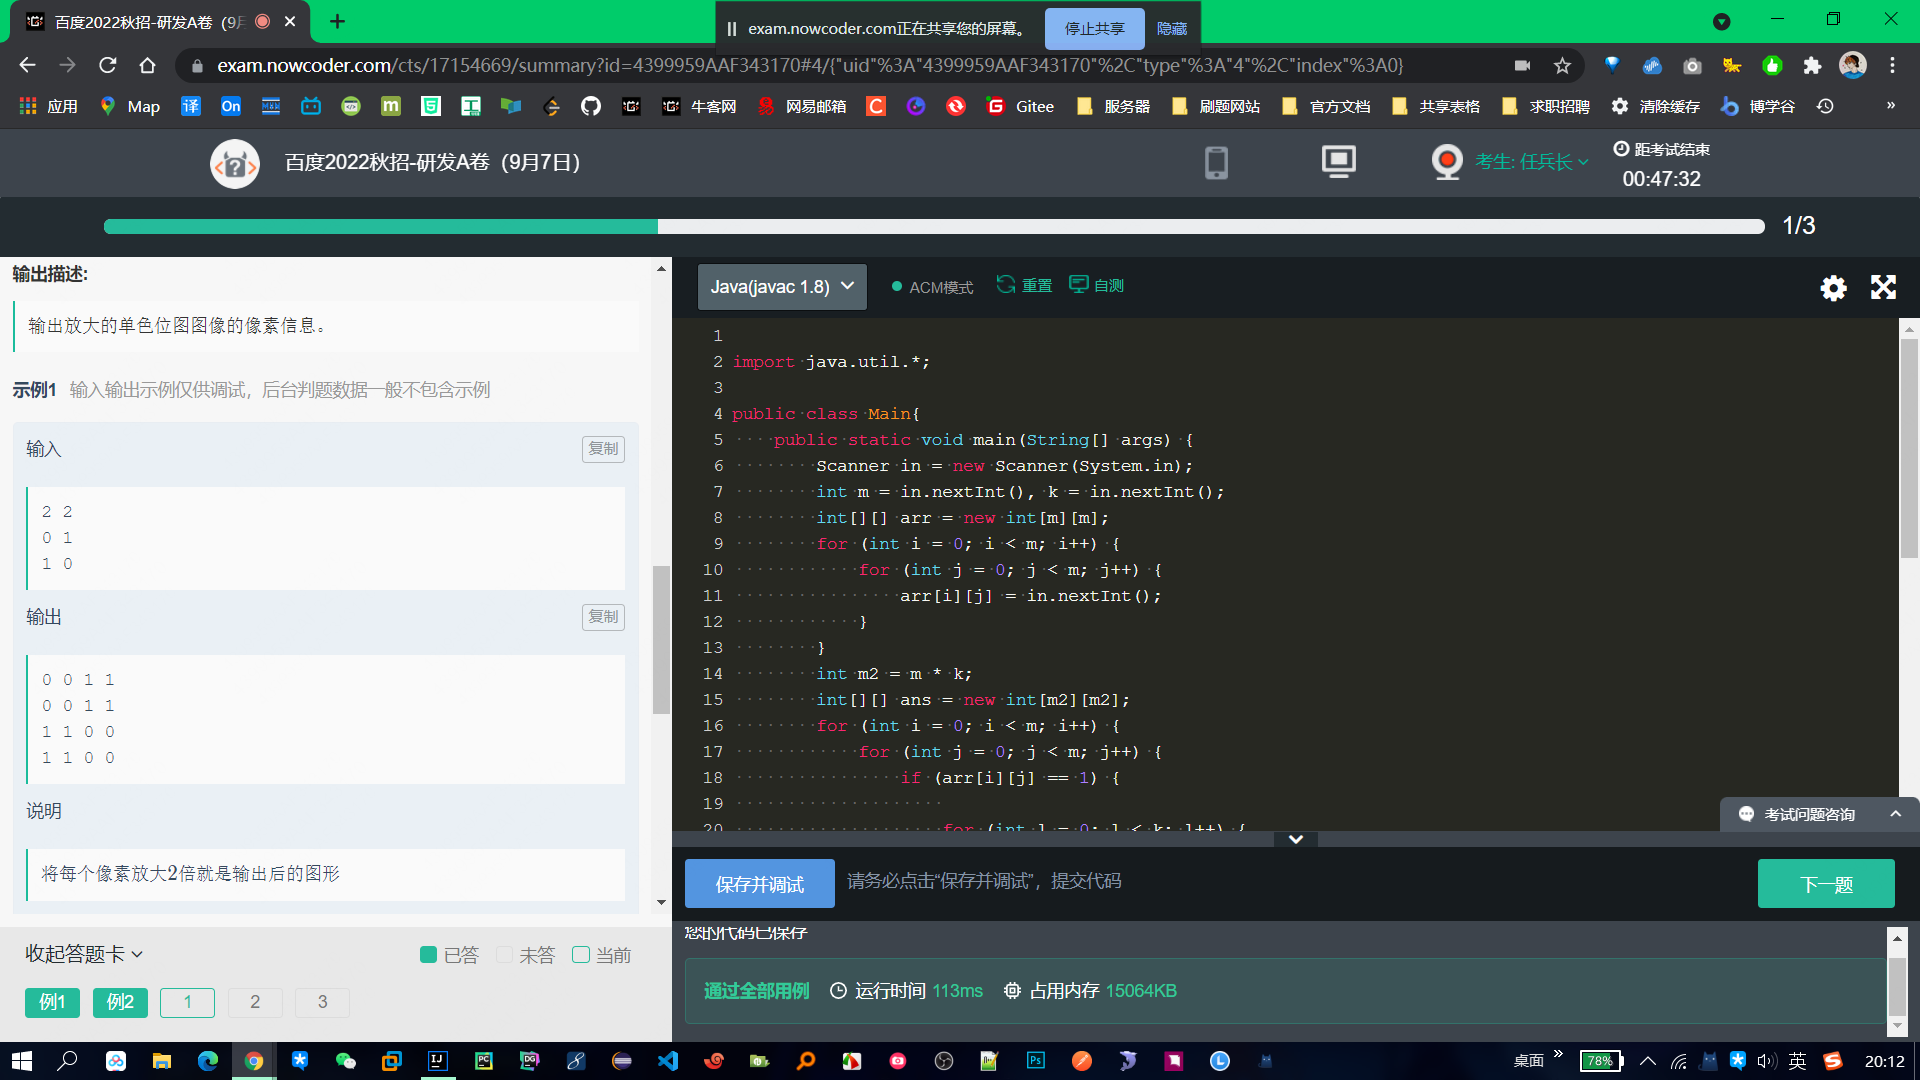 百度2022秋招-研发A卷（9月
exam.nowcoder.com正在共享您的屏幕。
停止共享
隐藏
exam.nowcoder.com/cts/17154669/summary?id=4399959AAF343170#4/{"uid"%3A"4399959AAF343170"%2C"type"%3A"4"%2C"index"%3A0}
应用
Map
译
On
牛客网
网易邮箱
Gitee
服务器
刷题网站
官方文档
共享表格
求职招聘
清除缓存
博学谷
»
百度2022秋招-研发A卷（9月7日）
考生: 任兵长
距考试结束
00:47:32
1/3
输出描述:
输出放大的单色位图图像的像素信息。
示例1 输入输出示例仅供调试，后台判题数据一般不包含示例
输入
复制
2 2
0 1
1 0
输出
复制
0 0 1 1
0 0 1 1
1 1 0 0
1 1 0 0
说明
将每个像素放大2倍就是输出后的图形
收起答题卡
已答
未答
当前
例1
例2
1
2
3
Java(javac 1.8)
ACM模式
重置
自测
1
2 import java.util.*;
3
4 public class Main{
5 public static void main(String[] args) {
6 Scanner in = new Scanner(System.in);
7 int m = in.nextInt(), k = in.nextInt();
8 int[][] arr = new int[m][m];
9 for (int i = 0; i < m; i++) {
10 for (int j = 0; j < m; j++) {
11 arr[i][j] = in.nextInt();
12 }
13 }
14 int m2 = m * k;
15 int[][] ans = new int[m2][m2];
16 for (int i = 0; i < m; i++) {
17 for (int j = 0; j < m; j++) {
18 if (arr[i][j] == 1) {
19
20 for (int l = 0; l < k; l++) {
考试问题咨询
保存并调试
请务必点击“保存并调试”，提交代码
下一题
您的代码已保存
通过全部用例
运行时间 113ms
占用内存 15064KB
桌面
»
78%
英
20:12